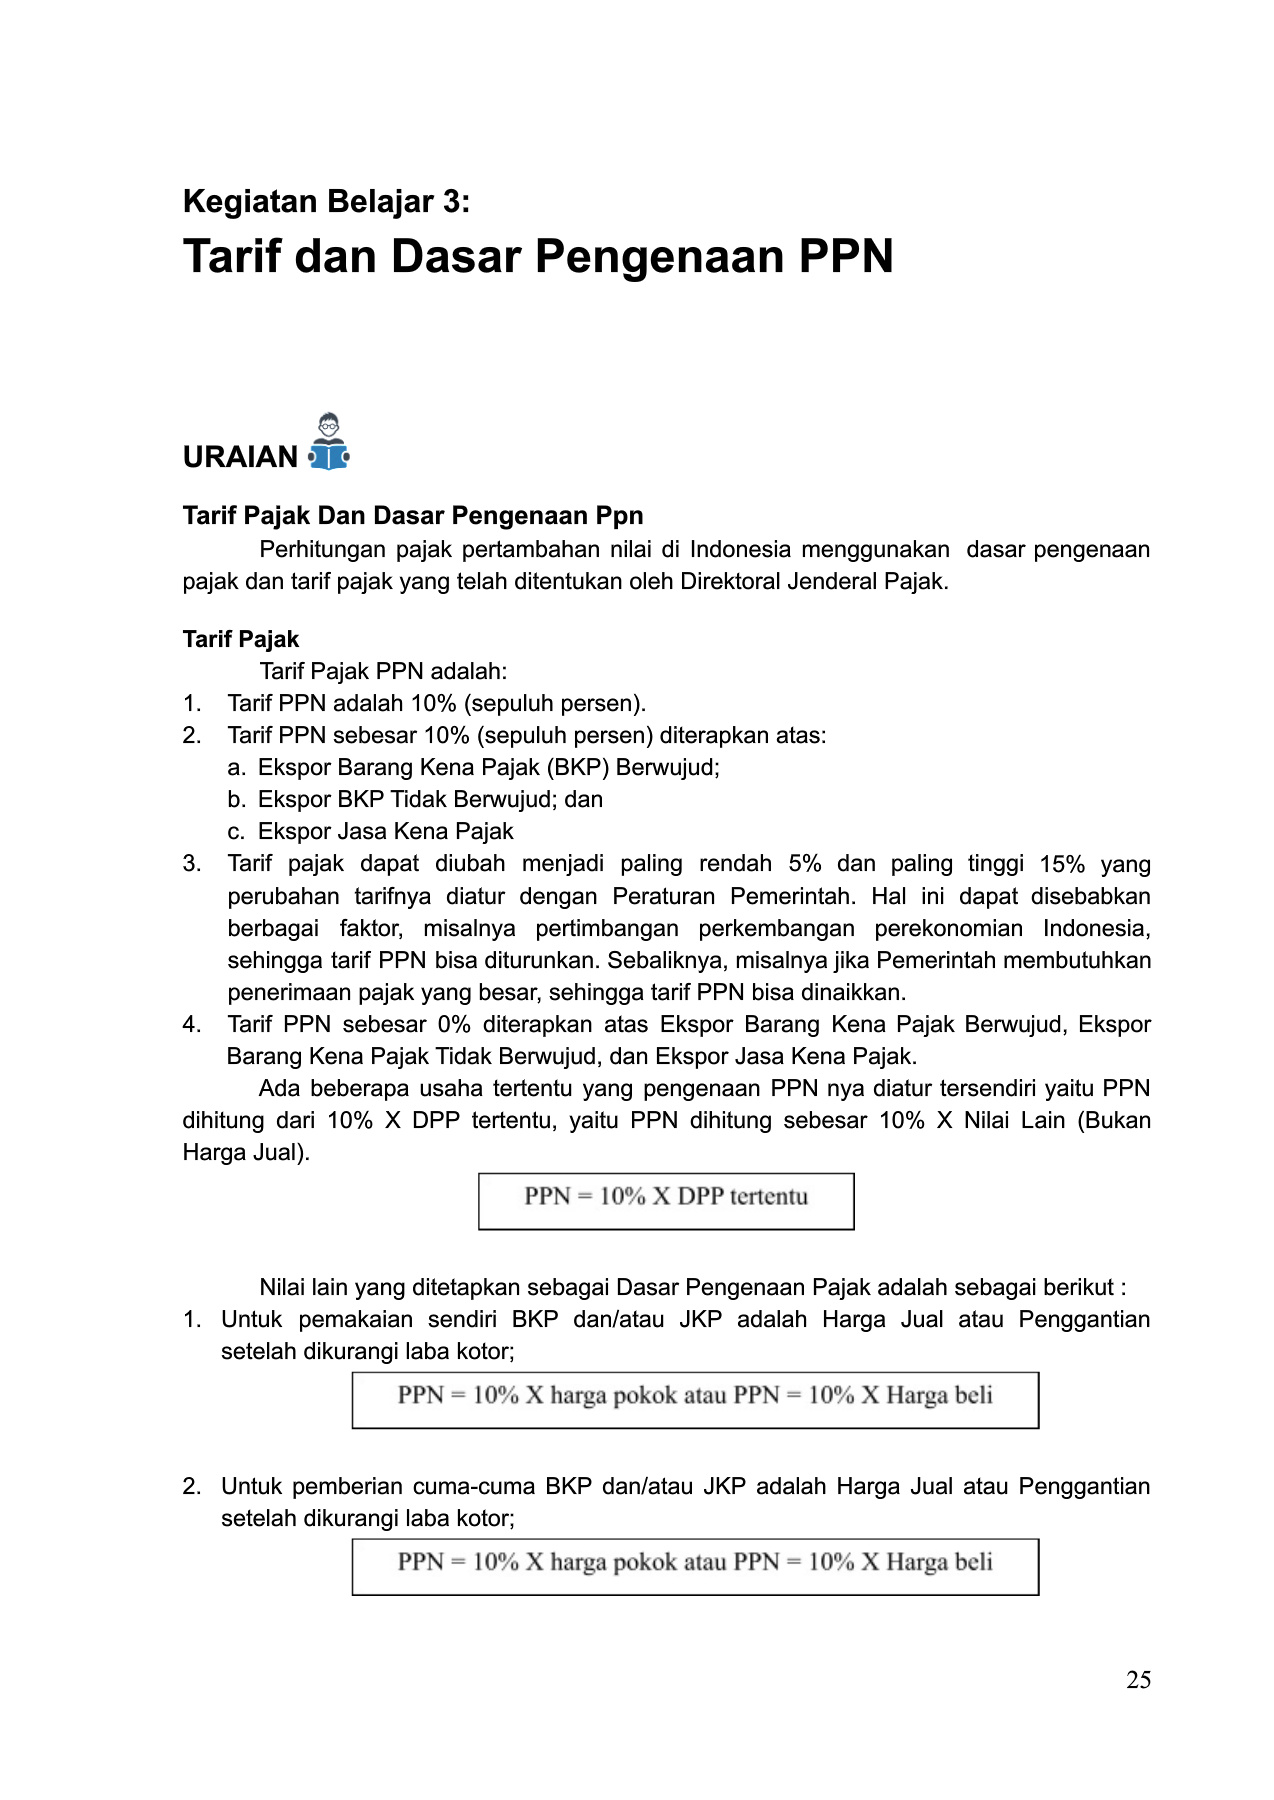 Kegiatan Belajar 3:
Tarif dan Dasar Pengenaan PPN
URAIAN
Tarif Pajak Dan Dasar Pengenaan Ppn
Perhitungan pajak pertambahan nilai di Indonesia menggunakan dasar pengenaan
pajak dan tarif pajak yang telah ditentukan oleh Direktoral Jenderal Pajak.
Tarif Pajak
Tarif Pajak PPN adalah:
1. Tarif PPN adalah 10% (sepuluh persen).
2. Tarif PPN sebesar 10% (sepuluh persen) diterapkan atas:
a. Ekspor Barang Kena Pajak (BKP) Berwujud;
b. Ekspor BKP Tidak Berwujud; dan
c. Ekspor Jasa Kena Pajak
3. Tarif pajak dapat diubah menjadi paling rendah 5% dan paling tinggi 15% yang
perubahan tarifnya diatur dengan Peraturan Pemerintah. Hal ini dapat disebabkan
berbagai faktor, misalnya pertimbangan perkembangan perekonomian Indonesia,
sehingga tarif PPN bisa diturunkan. Sebaliknya, misalnya jika Pemerintah membutuhkan
penerimaan pajak yang besar, sehingga tarif PPN bisa dinaikkan.
4. Tarif PPN sebesar 0% diterapkan atas Ekspor Barang Kena Pajak Berwujud, Ekspor
Barang Kena Pajak Tidak Berwujud, dan Ekspor Jasa Kena Pajak.
Ada beberapa usaha tertentu yang pengenaan PPN nya diatur tersendiri yaitu PPN
dihitung dari 10% X DPP tertentu, yaitu PPN dihitung sebesar 10% X Nilai Lain (Bukan
Harga Jual).
PPN = 10% X DPP tertentu
Nilai lain yang ditetapkan sebagai Dasar Pengenaan Pajak adalah sebagai berikut :
1. Untuk pemakaian sendiri BKP dan/atau JKP adalah Harga Jual atau Penggantian
setelah dikurangi laba kotor;
PPN = 10% X harga pokok atau PPN = 10% X Harga beli
2. Untuk pemberian cuma-cuma BKP dan/atau JKP adalah Harga Jual atau Penggantian
setelah dikurangi laba kotor;
PPN = 10% X harga pokok atau PPN = 10% X Harga beli
25